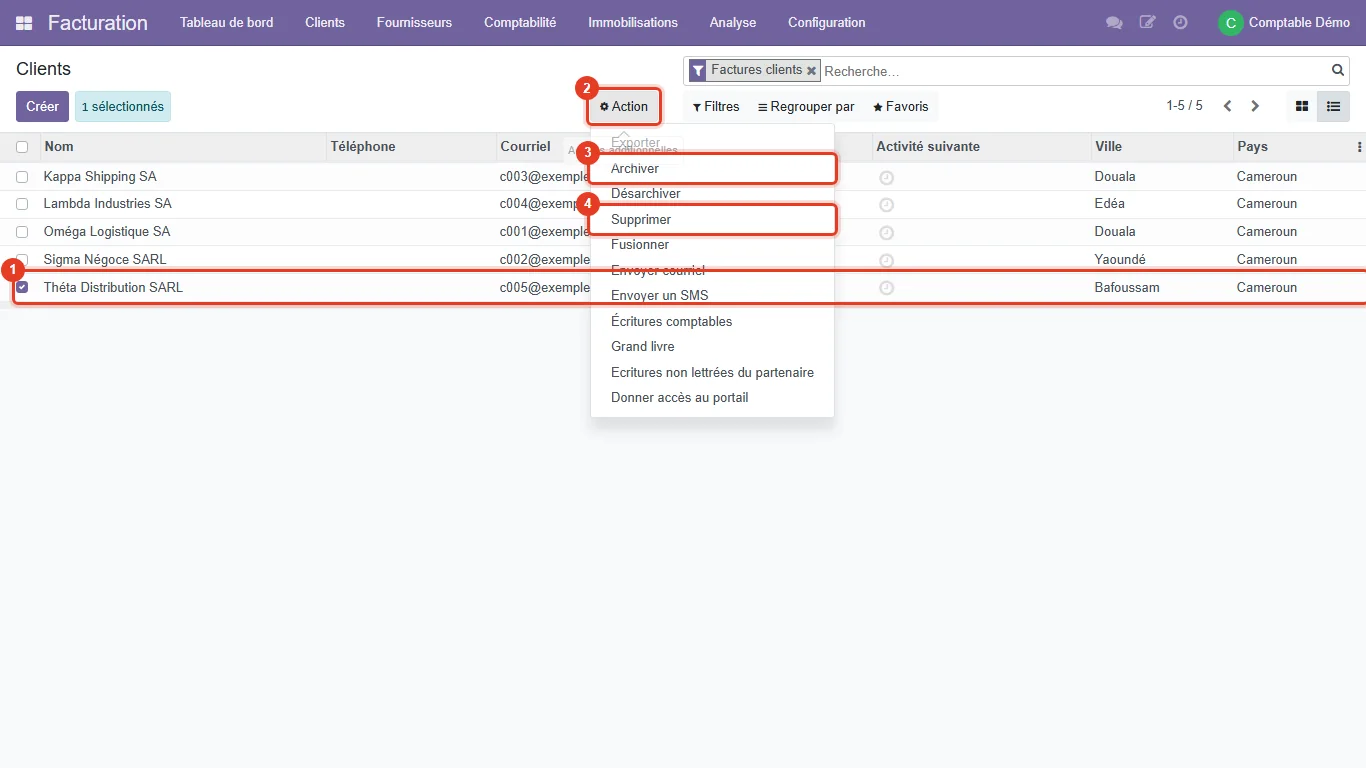 Facturation Tableau de bord Clients Fournisseurs Comptabilité Immobilisations Analyse Configuration C Comptable Démo
Clients
Factures clients Recherche...
Créer 1 sélectionnés
2
Action Filtres Regrouper par Favoris 1-5 / 5
Nom Téléphone Courriel Activité suivante Ville Pays
Exporter
3
Archiver
Désarchiver
4
Supprimer
Fusionner
Envoyer courriel
Envoyer un SMS
Écritures comptables
Grand livre
Ecritures non lettrées du partenaire
Donner accès au portail
Kappa Shipping SA c003@exemple Douala Cameroun
Lambda Industries SA c004@exemp Edéa Cameroun
Oméga Logistique SA c001@exemple Douala Cameroun
Sigma Négoce SARL c002@exemple Yaoundé Cameroun
1
Théta Distribution SARL c005@exemple Bafoussam Cameroun